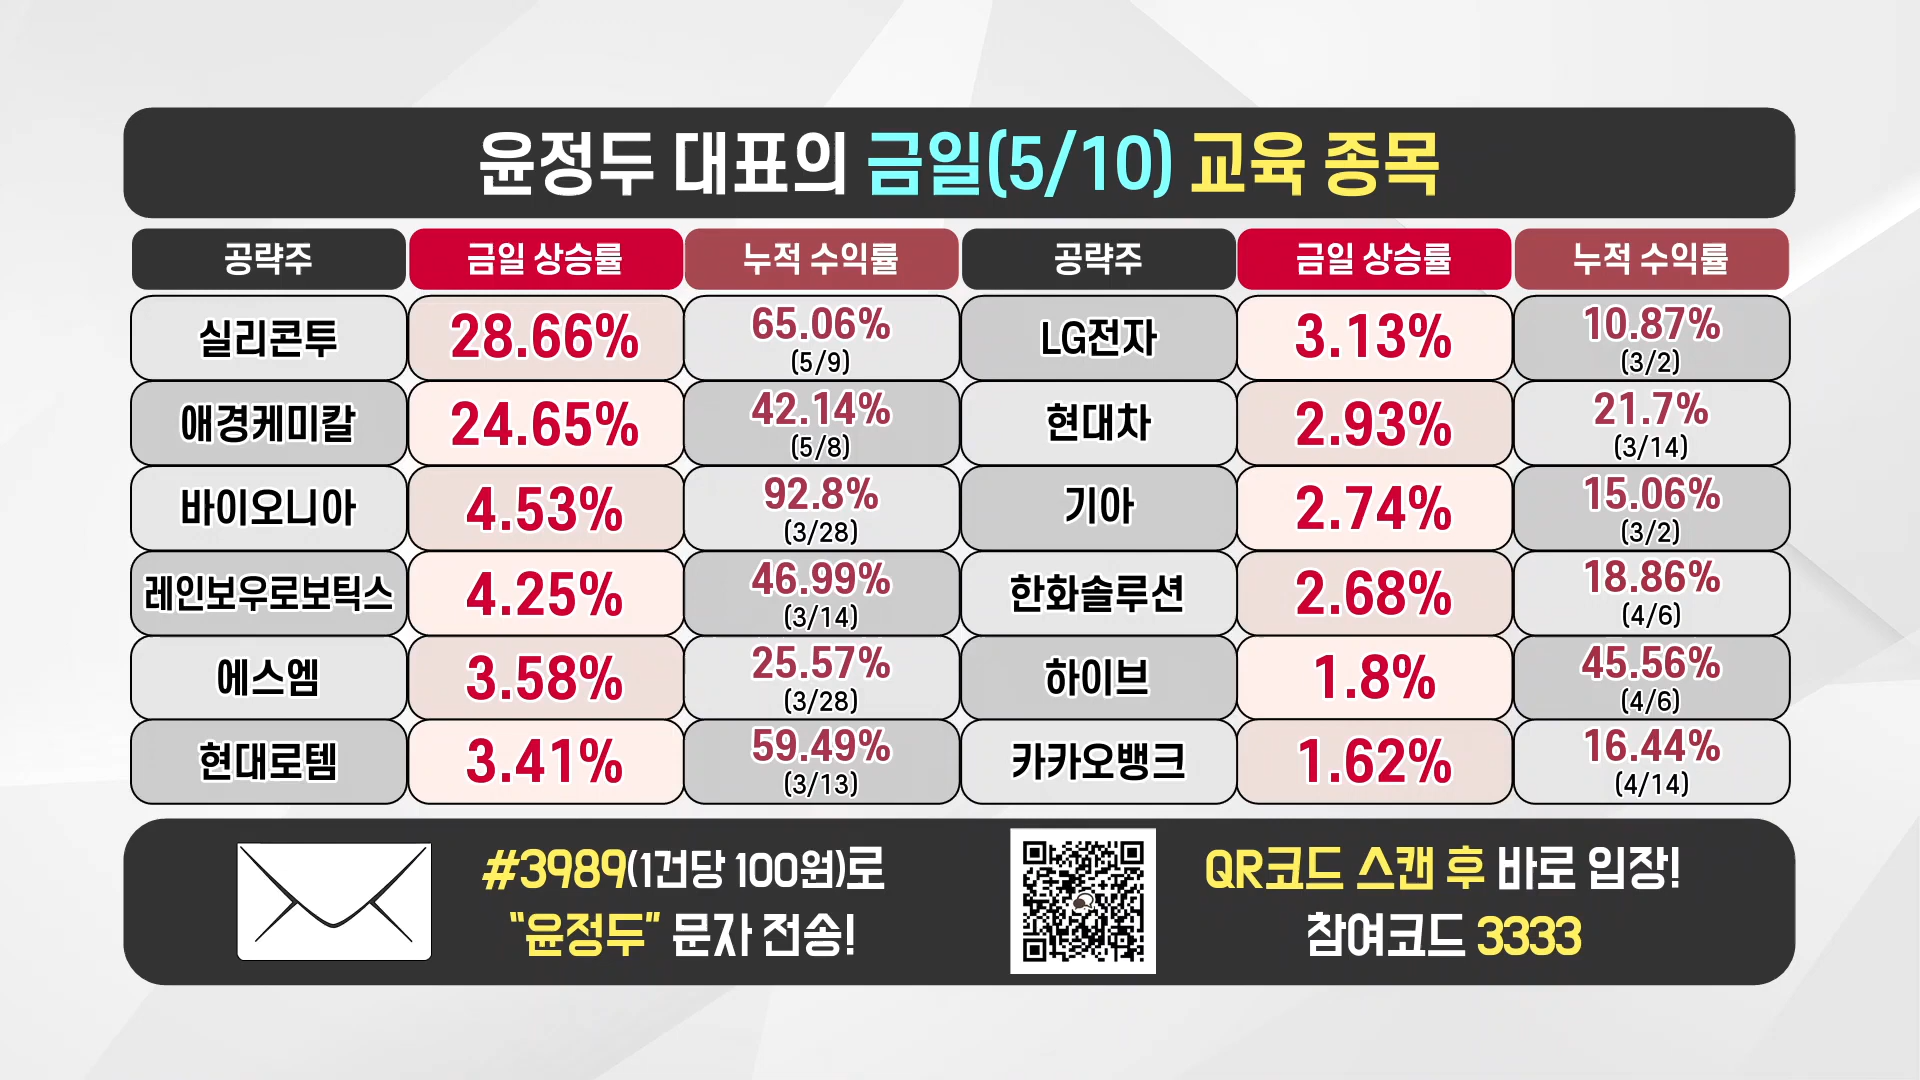 윤정두 대표의 금일(5/10) 교육 종목
공략주 금일 상승률 누적 수익률 공략주 금일 상승률 누적 수익률
실리콘투 28.66% 65.06% (5/9) LG전자 3.13% 10.87% (3/2)
애경케미칼 24.65% 42.14% (5/8) 현대차 2.93% 21.7% (3/14)
바이오니아 4.53% 92.8% (3/28) 기아 2.74% 15.06% (3/2)
레인보우로보틱스 4.25% 46.99% (3/14) 한화솔루션 2.68% 18.86% (4/6)
에스엠 3.58% 25.57% (3/28) 하이브 1.8% 45.56% (4/6)
현대로템 3.41% 59.49% (3/13) 카카오뱅크 1.62% 16.44% (4/14)
#3989(1건당 100원)로
“윤정두” 문자 전송!
QR코드 스캔 후 바로 입장!
참여코드 3333